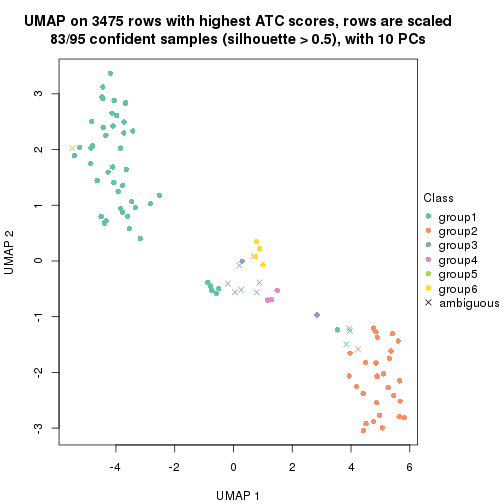 UMAP on 3475 rows with highest ATC scores, rows are scaled
83/95 confident samples (silhouette > 0.5), with 10 PCs
3
2
1
0
-1
-2
-3
UMAP 2
-4
-2
0
2
4
6
UMAP 1
Class
group1
group2
group3
group4
group5
group6
ambiguous